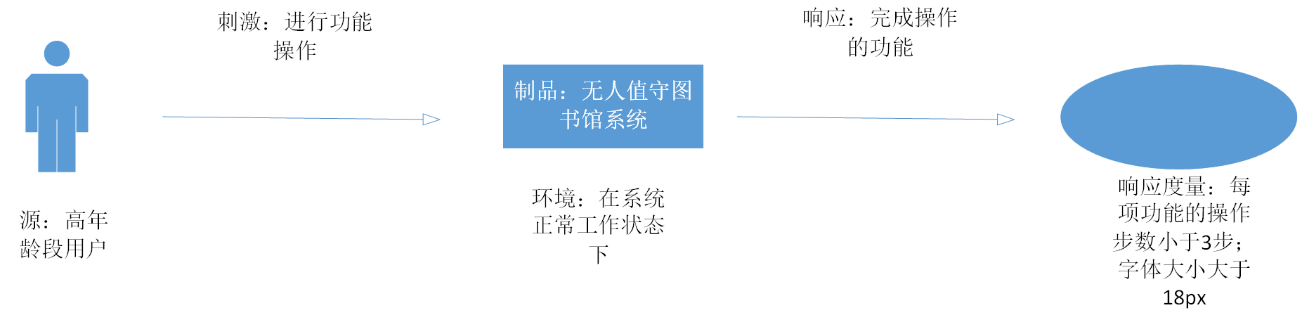 刺激：进行功能
操作
响应：完成操作
的功能
制品：无人值守图
书馆系统
源：高年
龄段用户
环境：在系统
正常工作状态
下
响应度量：每
项功能的操作
步数小于3步；
字体大小大于
18px